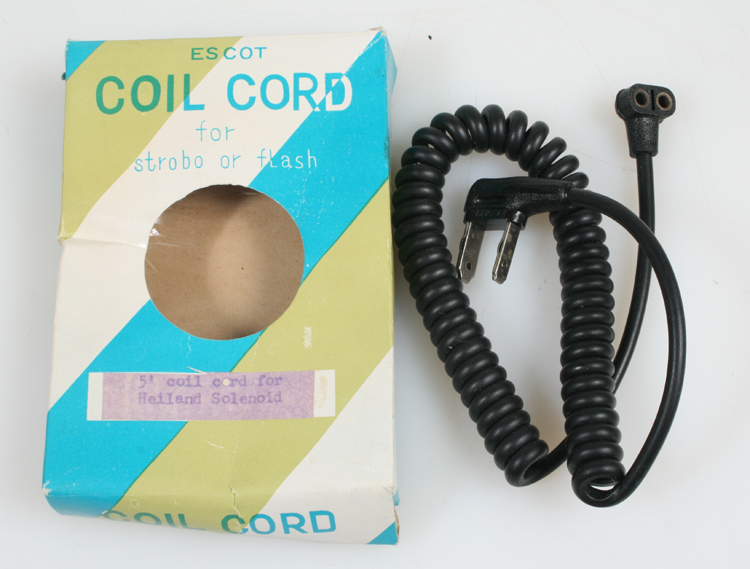 ESCOT
COIL CORD
for
strobo or flash
5' coil cord for
Heiland Solenoid
COIL CORD